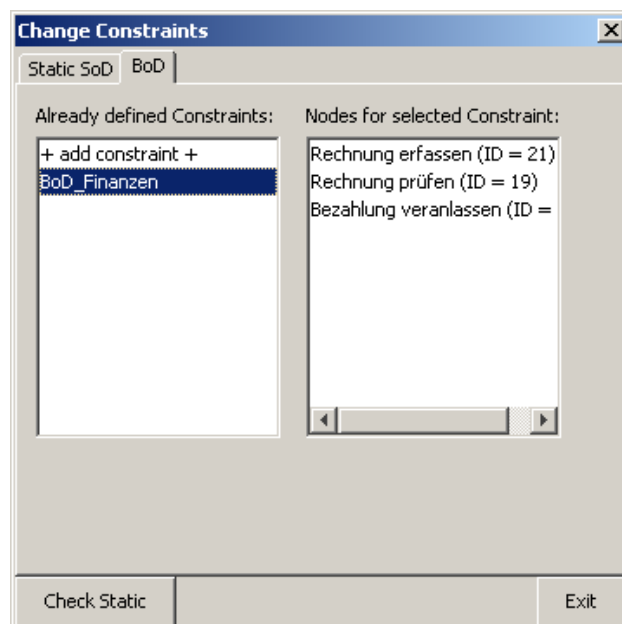 Change Constraints
Static SoD BoD
Already defined Constraints:
+ add constraint +
BoD_Finanzen
Nodes for selected Constraint:
Rechnung erfassen (ID = 21)
Rechnung prüfen (ID = 19)
Bezahlung veranlassen (ID =
Check Static
Exit